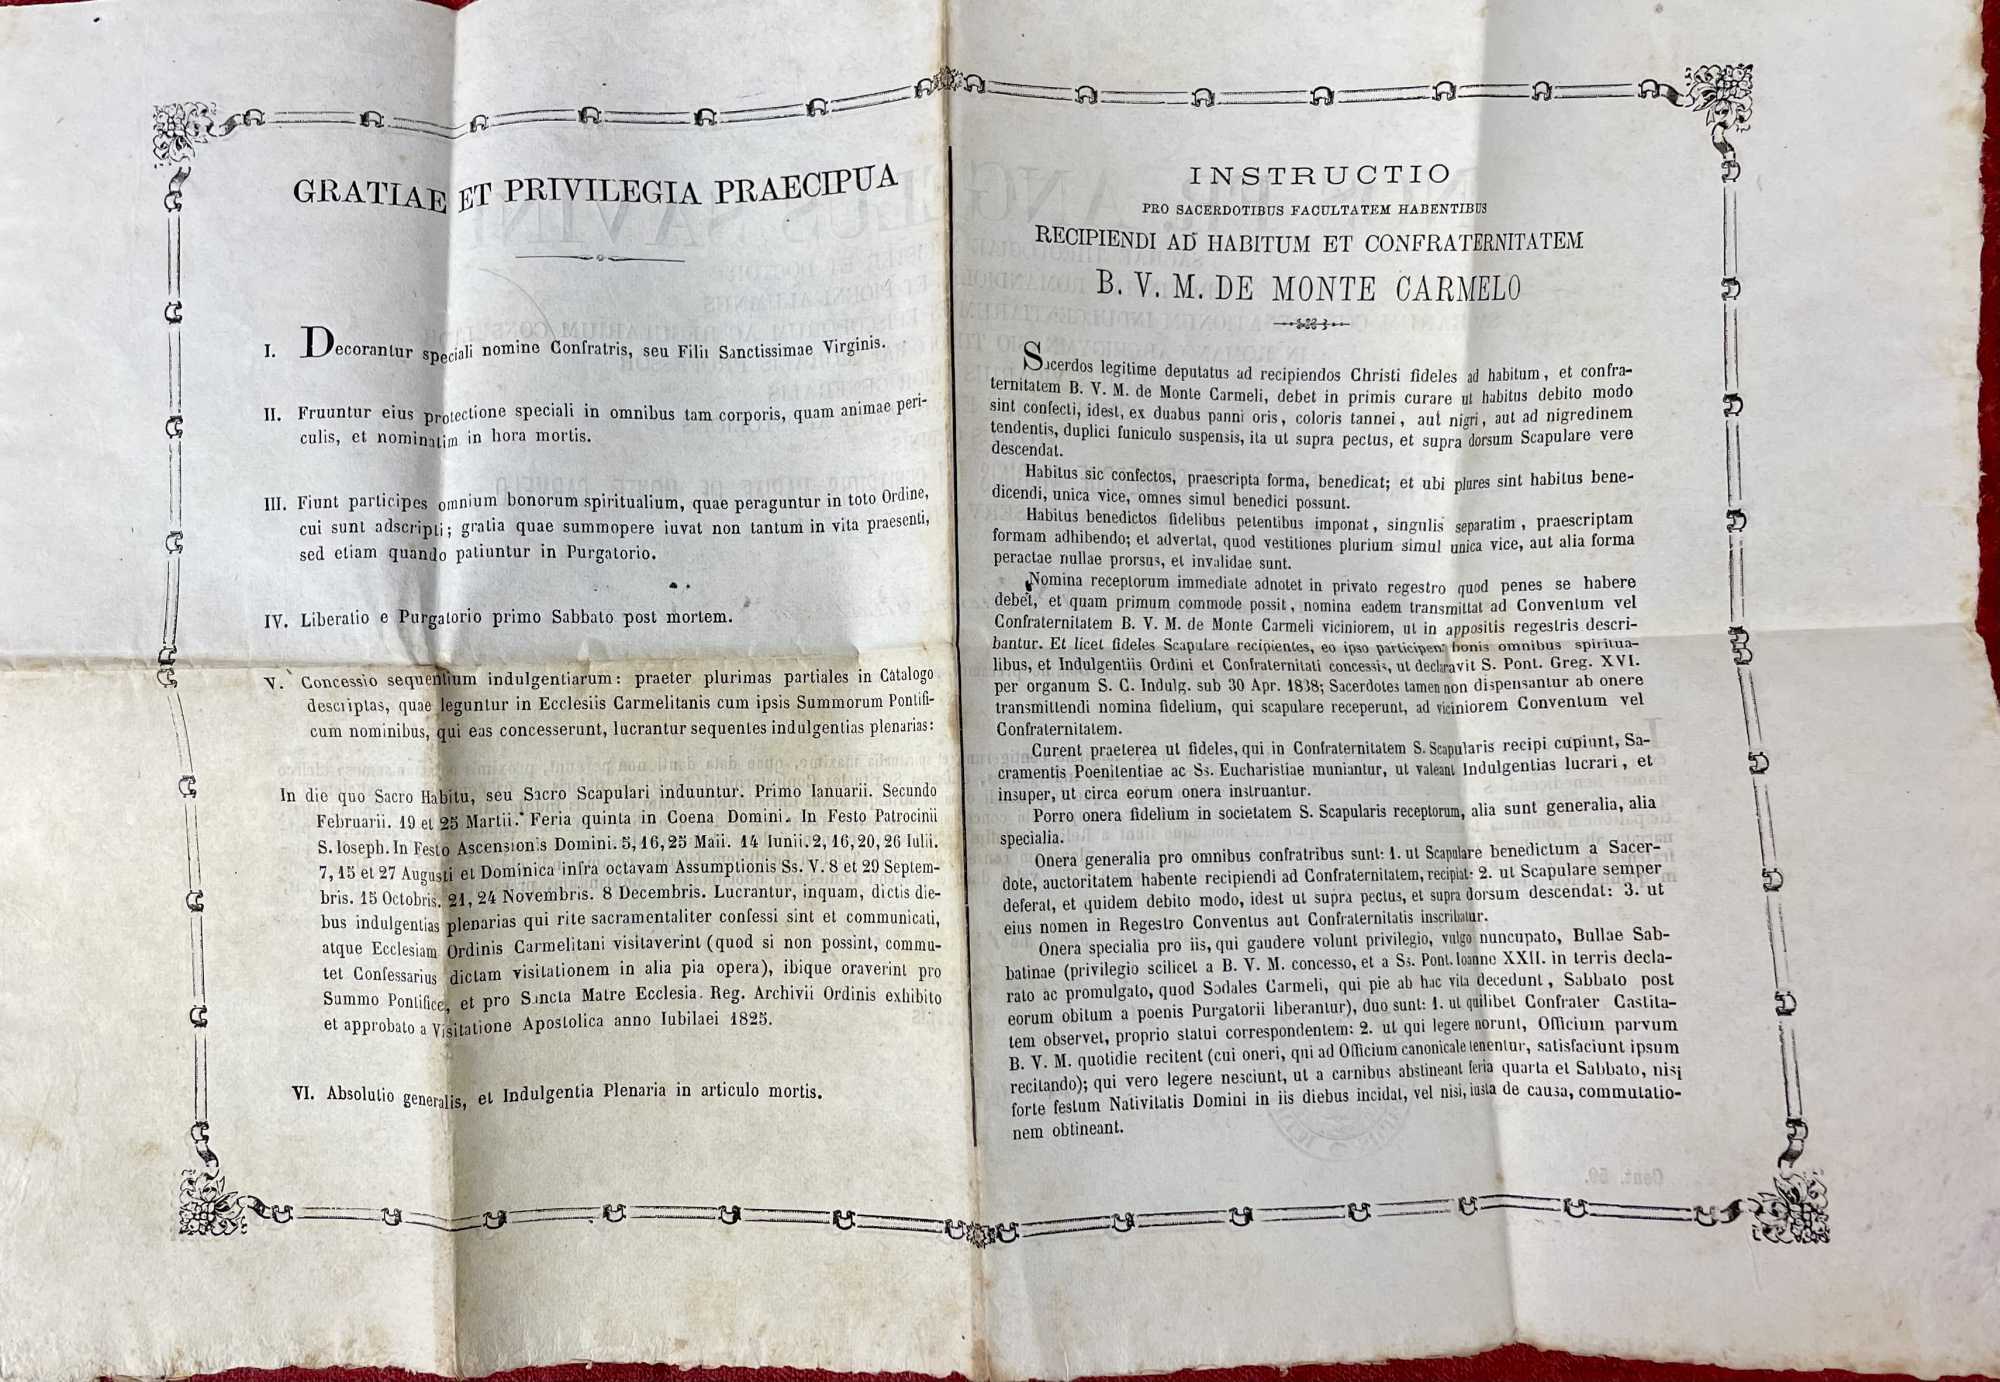 GRATIAE ET PRIVILEGIA PRAECIPUA
I. Decorantur speciali nomine Confratris, seu Filii Sanctissimae Virginis.
II. Fruuntur eius protectione speciali in omnibus tam corporis, quam animae peri-
culis, et nominatim in hora mortis.
III. Fiunt participes omnium bonorum spiritualium, quae peraguntur in toto Ordine,
cui sunt adscripti; gratia quae summopere iuvat non tantum in vita praesenti,
sed etiam quando patiuntur in Purgatorio.
IV. Liberatio e Purgatorio primo Sabbato post mortem.
V. Concessio sequentium indulgentiarum: praeter plurimas partiales in Catalogo
descriptas, quae leguntur in Ecclesiis Carmelitanis cum ipsis Summorum Pontifi-
cum nominibus, qui eas concesserunt, lucrantur sequentes indulgentias plenarias:
In die quo Sacro Habitu, seu Sacro Scapulari induuntur. Primo Ianuarii. Secundo
Februarii. 19 et 25 Martii. Feria quinta in Coena Domini. In Festo Patrocinii
S. Ioseph. In Festo Ascensionis Domini. 5, 16, 25 Maii. 14 Iunii. 2, 16, 20, 26 Iulii.
7, 15 et 27 Augusti et Dominica infra octavam Assumptionis Ss. V. 8 et 29 Septem-
bris. 15 Octobris. 21, 24 Novembris. 8 Decembris. Lucrantur, inquam, dictis die-
bus indulgentias plenarias qui rite sacramentaliter confessi sint et communicati,
atque Ecclesiam Ordinis Carmelitani visitaverint (quod si non possint, commu-
tet Confessarius dictam visitationem in alia pia opera), ibique oraverint pro
Summo Pontifice, et pro Sancta Matre Ecclesia. Reg. Archivii Ordinis exhibito
et approbato a Visitatione Apostolica anno Iubilaei 1825.
VI. Absolutio generalis, et Indulgentia Plenaria in articulo mortis.
INSTRUCTIO
PRO SACERDOTIBUS FACULTATEM HABENTIBUS
RECIPIENDI AD HABITUM ET CONFRATERNITATEM
B. V. M. DE MONTE CARMELO
Sacerdos legitime deputatus ad recipiendos Christi fideles ad habitum, et confra-
ternitatem B. V. M. de Monte Carmeli, debet in primis curare ut habitus debito modo
sint confecti, idest, ex duabus panni oris, coloris tannei, aut nigri, aut ad nigredinem
tendentis, duplici funiculo suspensis, ita ut supra pectus, et supra dorsum Scapulare vere
descendat.
Habitus sic confectos, praescripta forma, benedicat; et ubi plures sint habitus bene-
dicendi, unica vice, omnes simul benedici possunt.
Habitus benedictos fidelibus petentibus imponat, singulis separatim, praescriptam
formam adhibendo; et advertat, quod vestitiones plurium simul unica vice, aut alia forma
peractae nullae prorsus, et invalidae sunt.
Nomina receptorum immediate adnotet in privato regestro quod penes se habere
debet, et quam primum commode possit, nomina eadem transmittat ad Conventum vel
Confraternitatem B. V. M. de Monte Carmeli viciniorem, ut in appositis regestris descri-
bantur. Et licet fideles Scapulare recipientes, eo ipso participent bonis omnibus spiritua-
libus, et Indulgentiis Ordini et Confraternitati concessis, ut declaravit S. Pont. Greg. XVI.
per organum S. C. Indulg. sub 30 Apr. 1838; Sacerdotes tamen non dispensantur ab onere
transmittendi nomina fidelium, qui scapulare receperunt, ad viciniorem Conventum vel
Confraternitatem.
Curent praeterea ut fideles, qui in Confraternitatem S. Scapularis recipi cupiunt, Sa-
cramentis Poenitentiae ac Ss. Eucharistiae muniantur, ut valeant Indulgentias lucrari, et
insuper, ut circa eorum onera instruantur.
Porro onera fidelium in societatem S. Scapularis receptorum, alia sunt generalia, alia
specialia.
Onera generalia pro omnibus confratribus sunt: 1. ut Scapulare benedictum a Sacer-
dote, auctoritatem habente recipiendi ad Confraternitatem, recipiat: 2. ut Scapulare semper
deferat, et quidem debito modo, idest ut supra pectus, et supra dorsum descendat: 3. ut
eius nomen in Regestro Conventus aut Confraternitatis inscribatur.
Onera specialia pro iis, qui gaudere volunt privilegio, vulgo nuncupato, Bullae Sab-
batinae (privilegio scilicet a B. V. M. concesso, et a Ss. Pont. Ioanne XXII. in terris decla-
rato ac promulgato, quod Sodales Carmeli, qui pie ab hac vita decedunt, Sabbato post
eorum obitum a poenis Purgatorii liberantur), duo sunt: 1. ut quilibet Confrater Castita-
tem observet, proprio statui correspondentem: 2. ut qui legere norunt, Officium parvum
B. V. M. quotidie recitent (cui oneri, qui ad Officium canonicale tenentur, satisfaciunt ipsum
recitando); qui vero legere nesciunt, ut a carnibus abstineant feria quarta et Sabbato, nisi
forte festum Nativitatis Domini in iis diebus incidat, vel nisi, iusta de causa, commutatio-
nem obtineant.